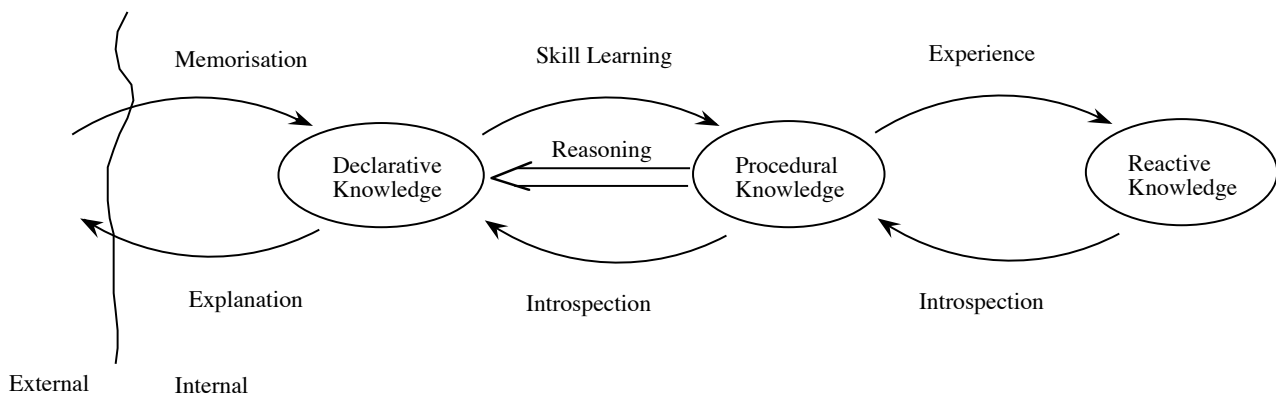 Memorisation
Skill Learning
Experience
Reasoning
Declarative
Knowledge
Procedural
Knowledge
Reactive
Knowledge
Explanation
Introspection
Introspection
External
Internal